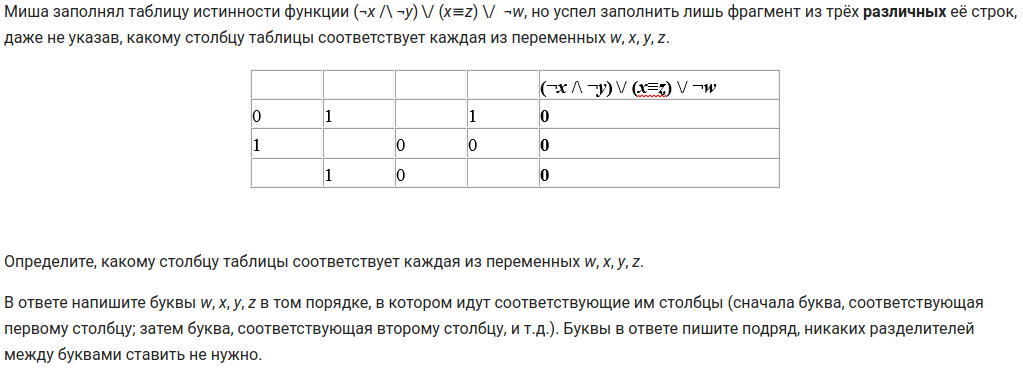 Миша заполнял таблицу истинности функции (¬x /\ ¬y) \/ (x≡z) \/ ¬w, но успел заполнить лишь фрагмент из трёх различных её строк,
даже не указав, какому столбцу таблицы соответствует каждая из переменных w, x, y, z.
(¬x /\ ¬y) \/ (x≡z) \/ ¬w
0 1 1 0
1 0 0 0
1 0 0
Определите, какому столбцу таблицы соответствует каждая из переменных w, x, y, z.
В ответе напишите буквы w, x, y, z в том порядке, в котором идут соответствующие им столбцы (сначала буква, соответствующая
первому столбцу; затем буква, соответствующая второму столбцу, и т.д.). Буквы в ответе пишите подряд, никаких разделителей
между буквами ставить не нужно.